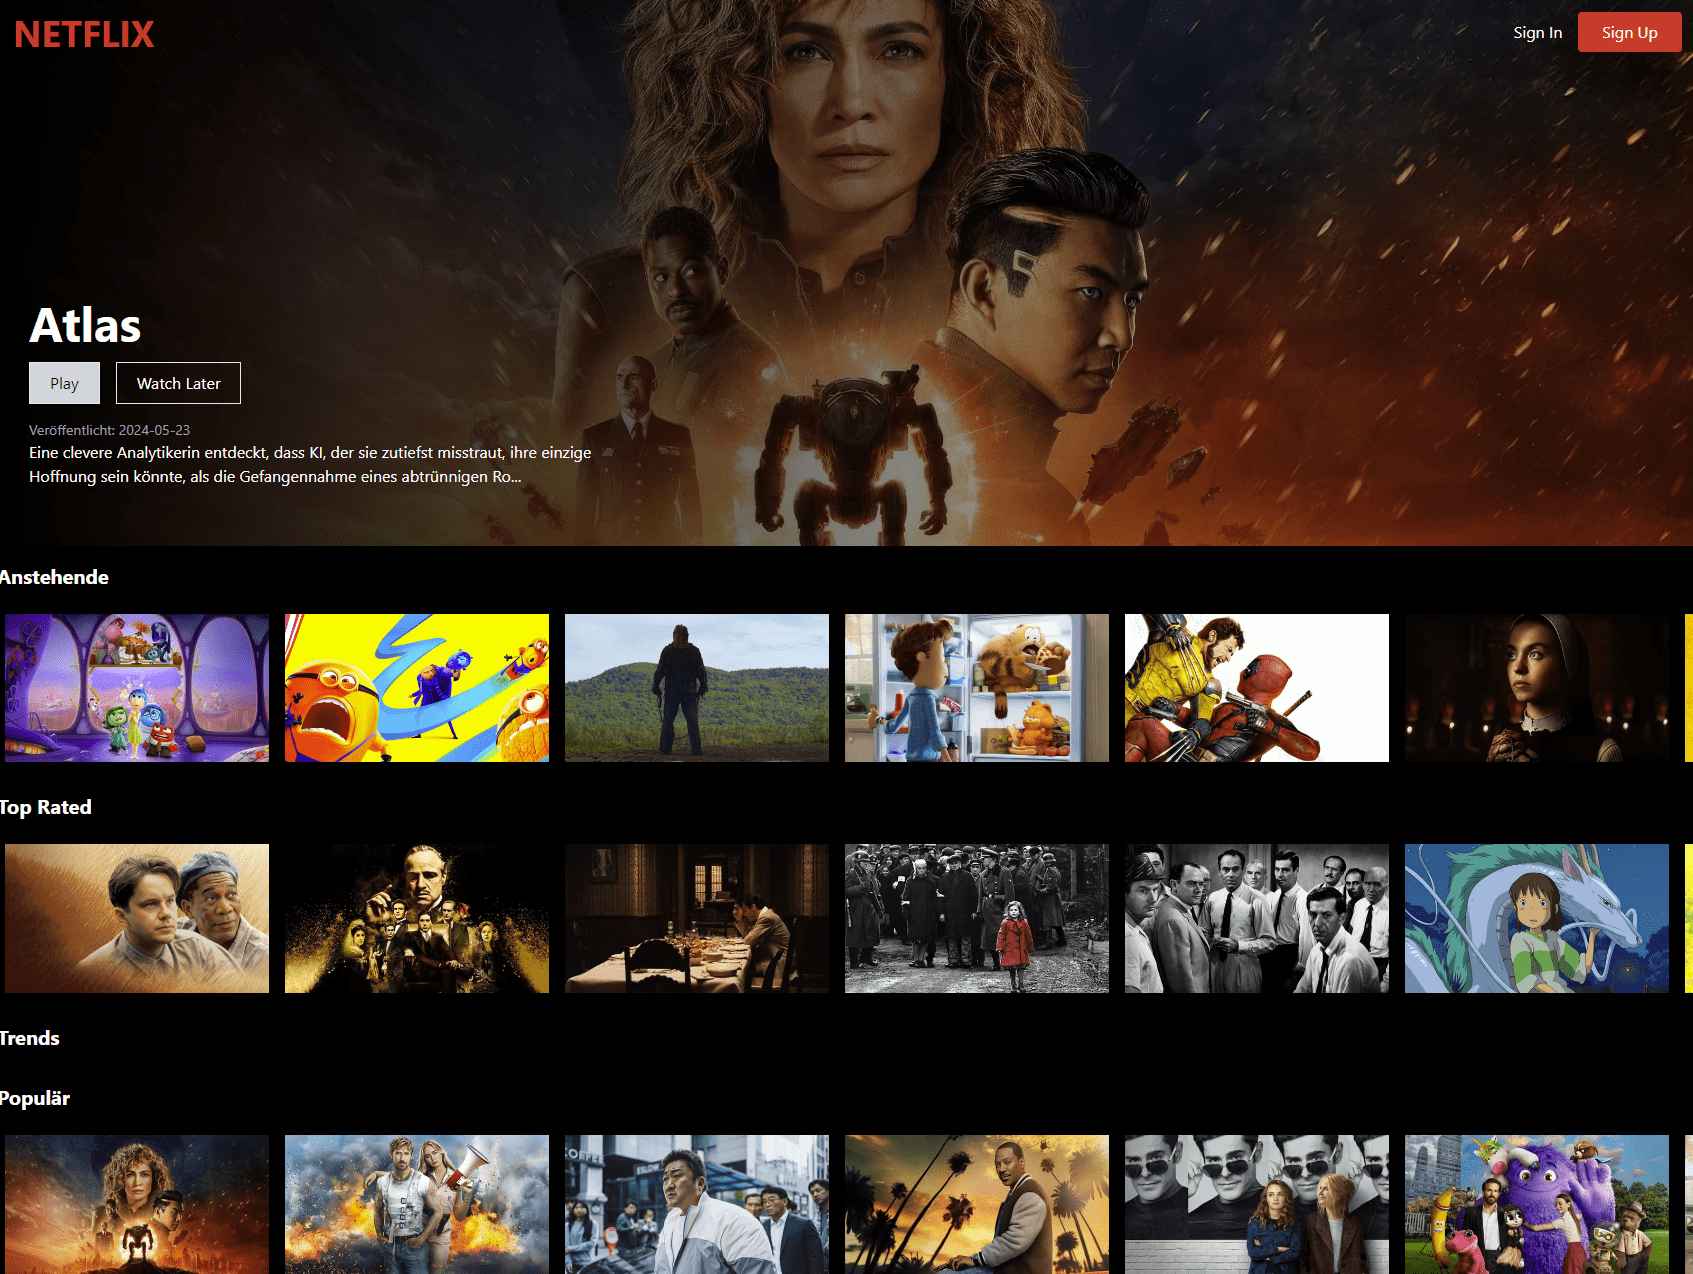 NETFLIX
Sign In
Sign Up
Atlas
Play
Watch Later
Veröffentlicht: 2024-05-23
Eine clevere Analytikerin entdeckt, dass KI, der sie zutiefst misstraut, ihre einzige
Hoffnung sein könnte, als die Gefangennahme eines abtrünnigen Ro...
Anstehende
Top Rated
Trends
Populär